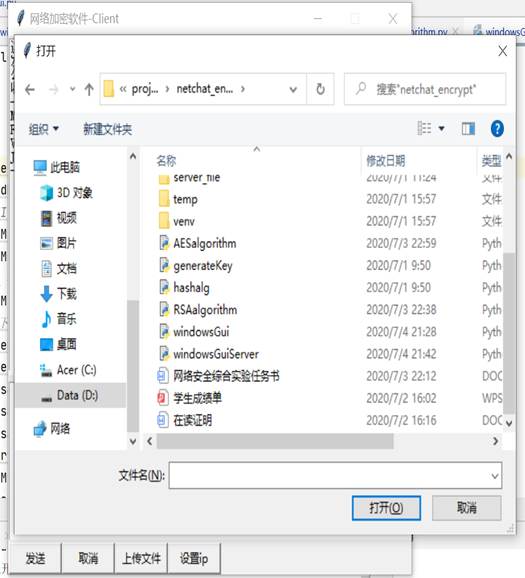 网络加密软件-Client
打开
« proj... › netchat_en... ›
搜索"netchat_encrypt"
组织 新建文件夹
此电脑
3D 对象
视频
图片
文档
下载
音乐
桌面
Acer (C:)
Data (D:)
网络
名称 修改日期 类型
server_file 2020/7/1 11:24 文件
temp 2020/7/1 15:57 文件
venv 2020/7/1 15:57 文件
AESalgorithm 2020/7/3 22:59 Pyth
generateKey 2020/7/1 9:50 Pyth
hashalg 2020/7/1 9:50 Pyth
RSAalgorithm 2020/7/3 22:38 Pyth
windowsGui 2020/7/4 21:28 Pyth
windowsGuiServer 2020/7/4 21:42 Pyth
网络安全综合实验任务书 2020/7/3 22:12 DOC
学生成绩单 2020/7/2 16:02 WPS
在读证明 2020/7/2 16:16 DOC
文件名(N):
打开(O) 取消
发送 取消 上传文件 设置ip